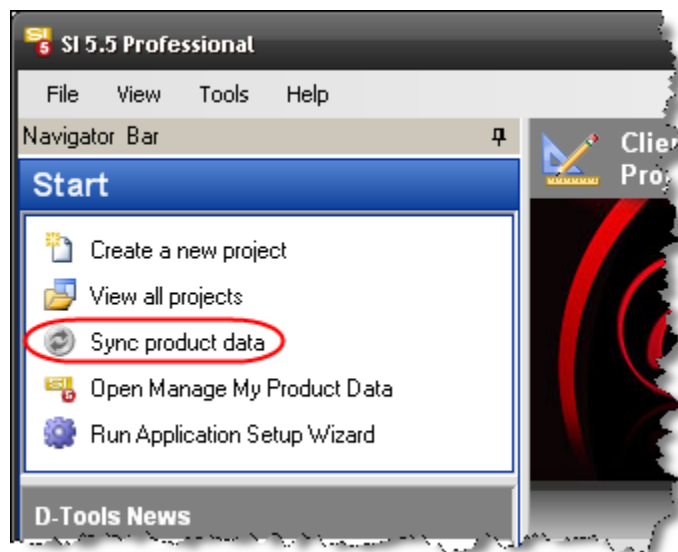 SI 5.5 Professional
File View Tools Help
Navigator Bar
Start
Create a new project
View all projects
Sync product data
Open Manage My Product Data
Run Application Setup Wizard
D-Tools News